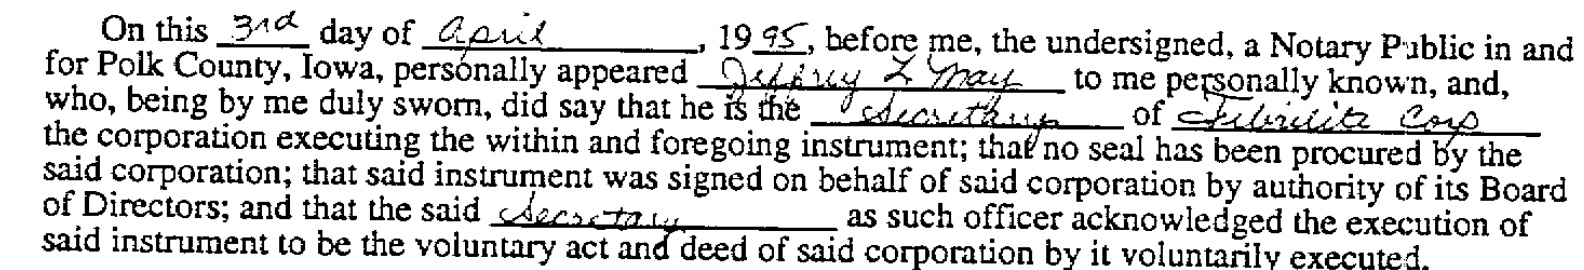 On this 3rd day of April, 1995, before me, the undersigned, a Notary Public in and
for Polk County, Iowa, personally appeared Jeffrey L May to me personally known, and,
who, being by me duly sworn, did say that he is the of Corp
the corporation executing the within and foregoing instrument; that no seal has been procured by the
said corporation; that said instrument was signed on behalf of said corporation by authority of its Board
of Directors; and that the said Secretary as such officer acknowledged the execution of
said instrument to be the voluntary act and deed of said corporation by it voluntarily executed.